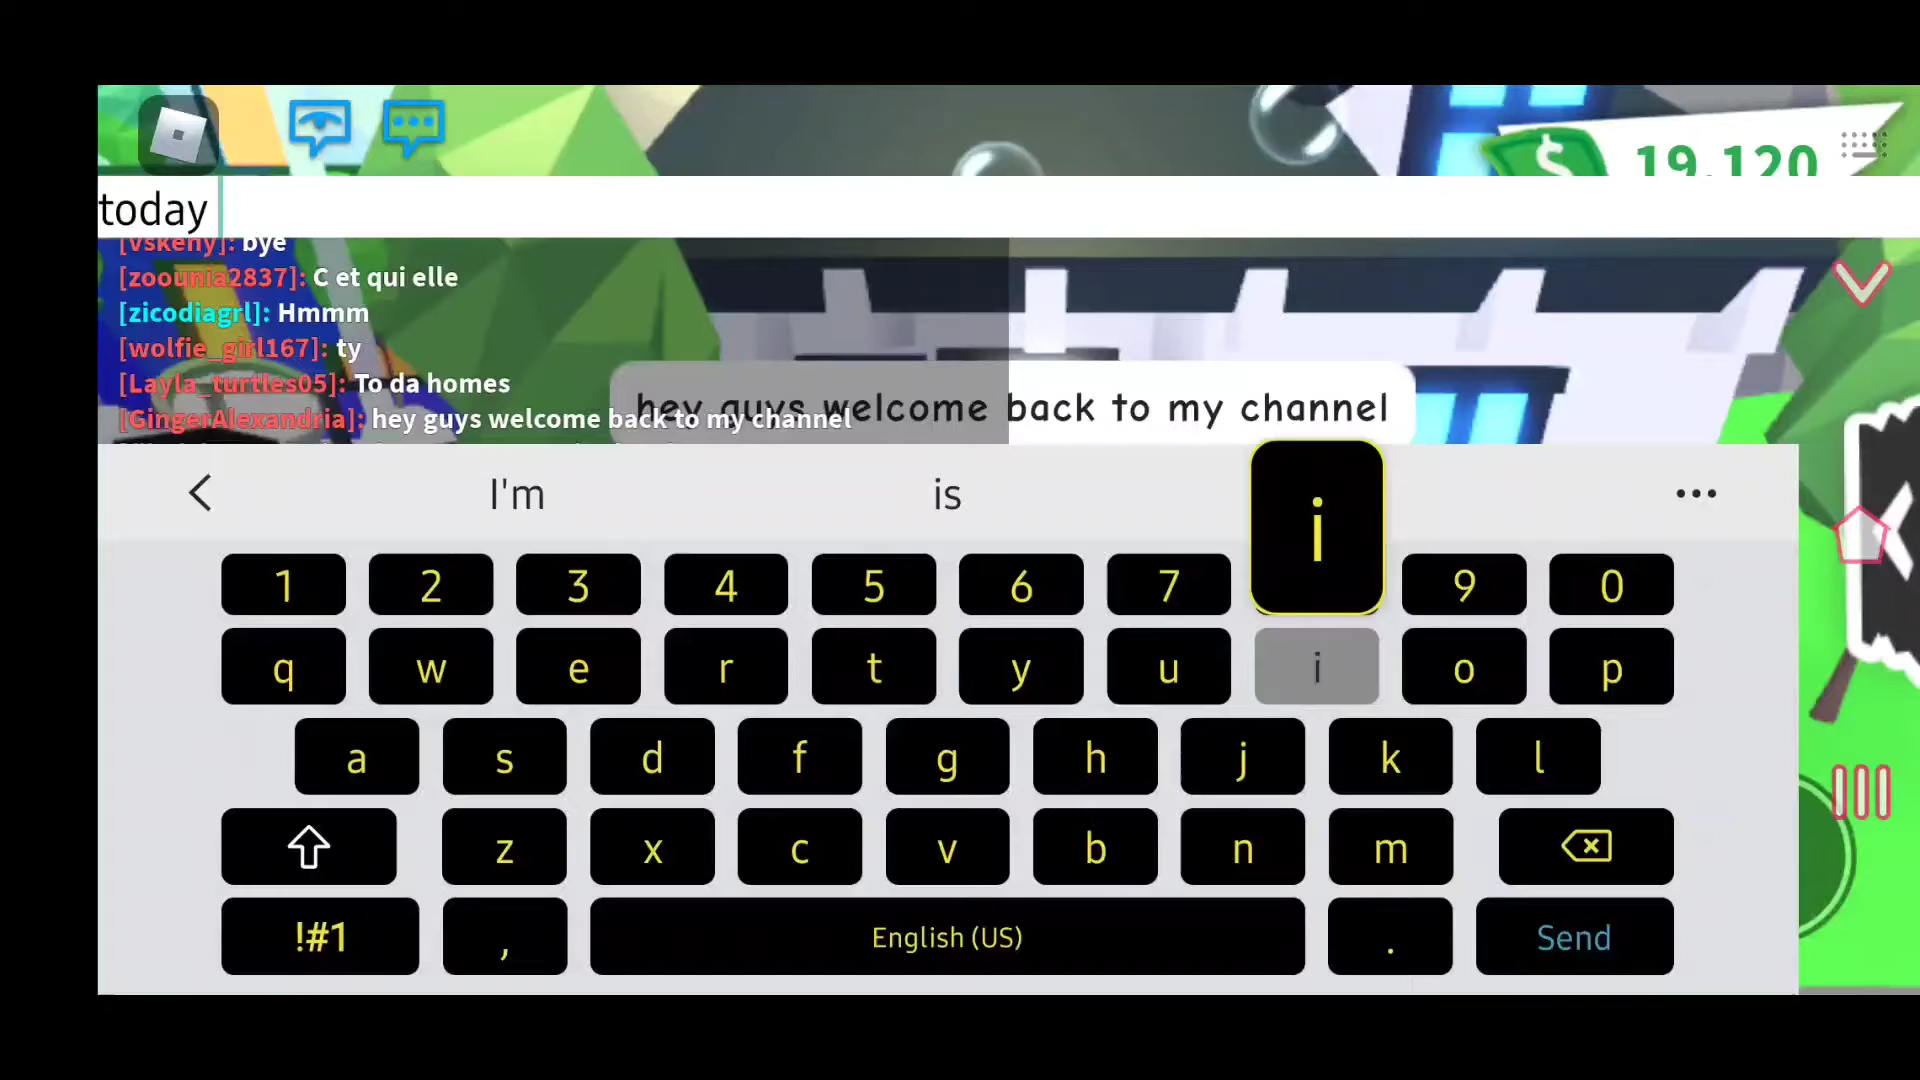 19,120
today
[vskeny]: bye
[zoounia2837]: C et qui elle
[zicodiagrl]: Hmmm
[wolfie_girl167]: ty
[Layla_turtles05]: To da homes
[GingerAlexandria]: hey guys welcome back to my channel
hey guys welcome back to my channel
I'm is
i
1 2 3 4 5 6 7 9 0
q w e r t y u i o p
a s d f g h j k l
z x c v b n m
!#1 , English (US) . Send